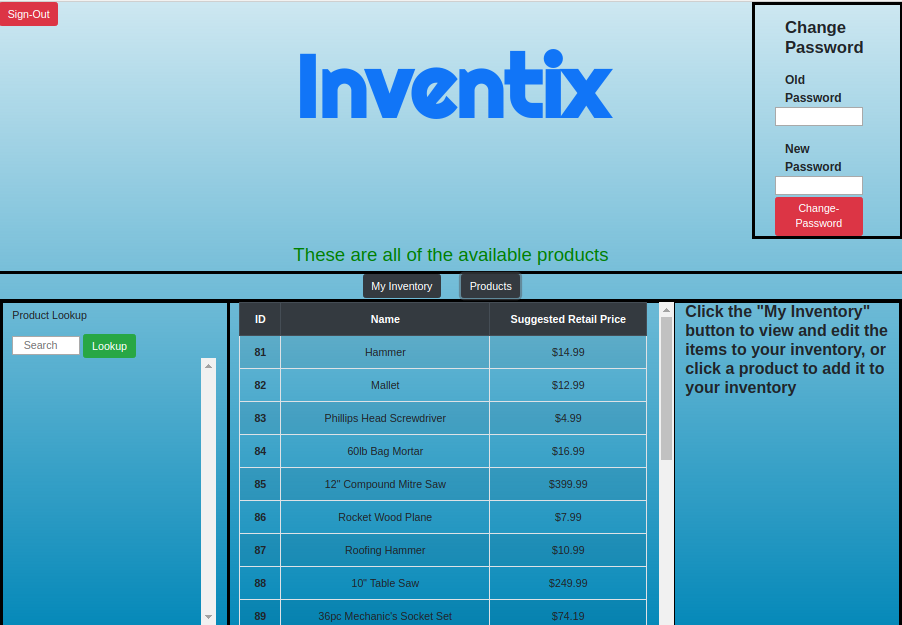 Sign-Out
Inventix
Change
Password
Old
Password
New
Password
Change-
Password
These are all of the available products
My Inventory Products
Product Lookup
Search Lookup
ID Name Suggested Retail Price
81 Hammer $14.99
82 Mallet $12.99
83 Phillips Head Screwdriver $4.99
84 60lb Bag Mortar $16.99
85 12" Compound Mitre Saw $399.99
86 Rocket Wood Plane $7.99
87 Roofing Hammer $10.99
88 10" Table Saw $249.99
89 36pc Mechanic's Socket Set $74.19
Click the "My Inventory"
button to view and edit the
items to your inventory, or
click a product to add it to
your inventory